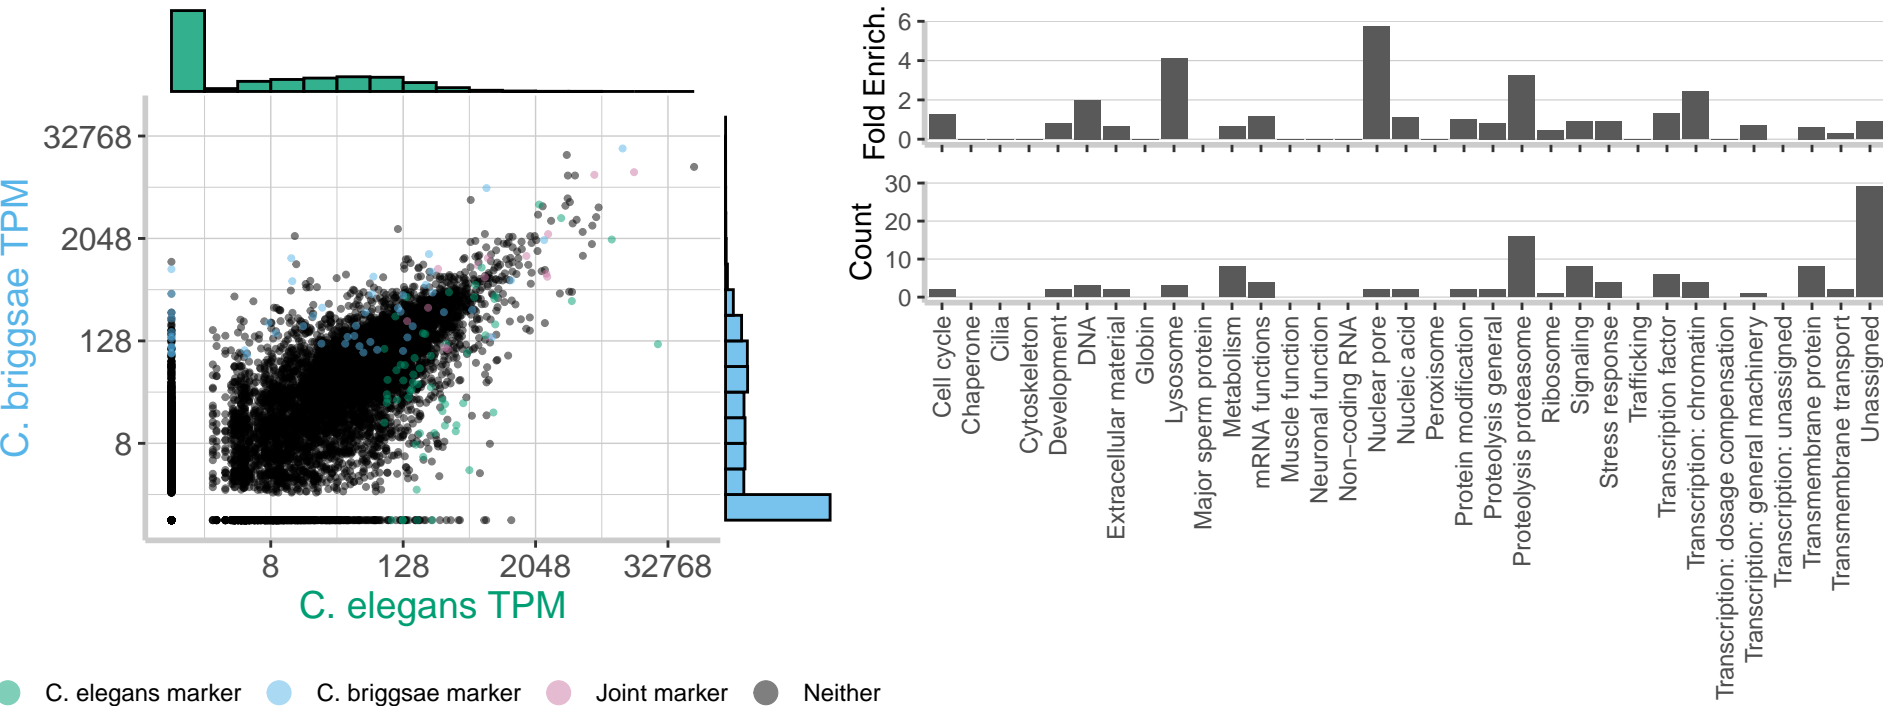 C. briggsae TPM
32768
2048
128
8
8
128
2048
32768
C. elegans TPM
C. elegans marker
C. briggsae marker
Joint marker
Neither
Fold Enrich.
6
4
2
0
Count
30
20
10
0
Cell cycle
Chaperone
Cilia
Cytoskeleton
Development
DNA
Extracellular material
Globin
Lysosome
Major sperm protein
Metabolism
mRNA functions
Muscle function
Neuronal function
Non−coding RNA
Nuclear pore
Nucleic acid
Peroxisome
Protein modification
Proteolysis general
Proteolysis proteasome
Ribosome
Signaling
Stress response
Trafficking
Transcription factor
Transcription: chromatin
Transcription: dosage compensation
Transcription: general machinery
Transcription: unassigned
Transmembrane protein
Transmembrane transport
Unassigned